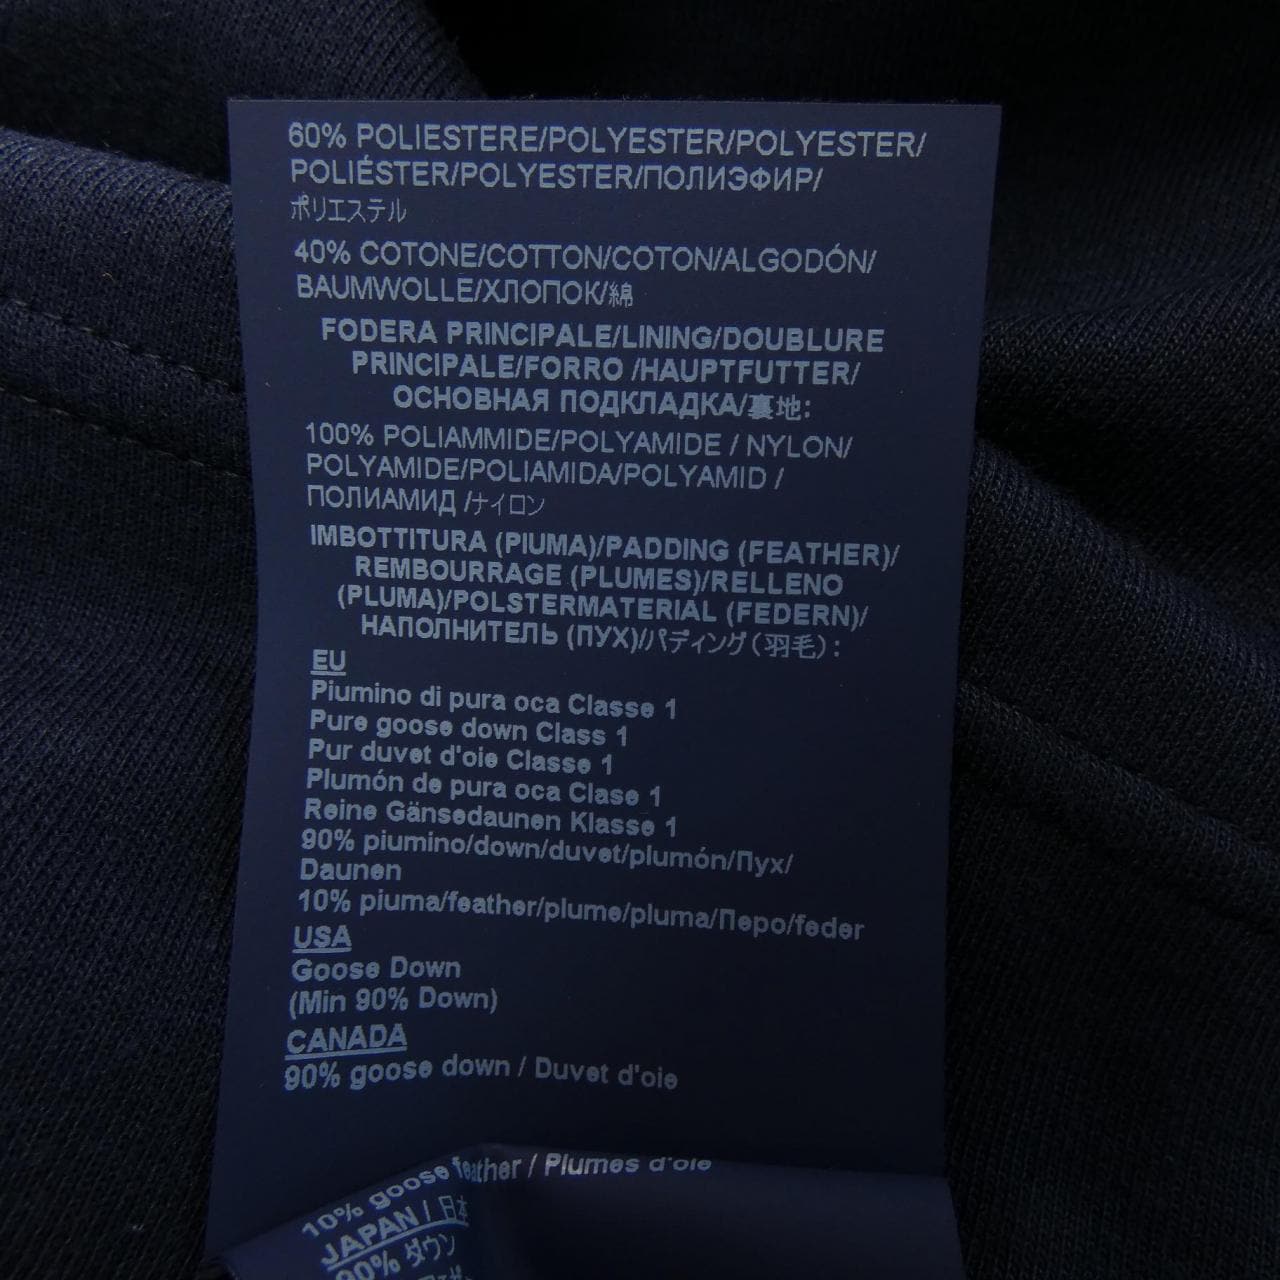 60% POLIESTERE/POLYESTER/POLYESTER/
POLIÉSTER/POLYESTER/ПОЛИЭФИР/
ポリエステル
40% COTONE/COTTON/COTON/ALGODÓN/
BAUMWOLLE/ХЛОПОК/綿
FODERA PRINCIPALE/LINING/DOUBLURE
PRINCIPALE/FORRO /HAUPTFUTTER/
ОСНОВНАЯ ПОДКЛАДКА/裏地:
100% POLIAMMIDE/POLYAMIDE / NYLON/
POLYAMIDE/POLIAMIDA/POLYAMID /
ПОЛИАМИД /ナイロン
IMBOTTITURA (PIUMA)/PADDING (FEATHER)/
REMBOURRAGE (PLUMES)/RELLENO
(PLUMA)/POLSTERMATERIAL (FEDERN)/
НАПОЛНИТЕЛЬ (ПУХ)/パディング(羽毛):
EU
Piumino di pura oca Classe 1
Pure goose down Class 1
Pur duvet d'oie Classe 1
Plumón de pura oca Clase 1
Reine Gänsedaunen Klasse 1
90% piumino/down/duvet/plumón/Пух/
Daunen
10% piuma/feather/plume/pluma/Перо/feder
USA
Goose Down
(Min 90% Down)
CANADA
90% goose down / Duvet d'oie
10% goose feather / Plumes d'oie
JAPAN / 日本
90% ダウン